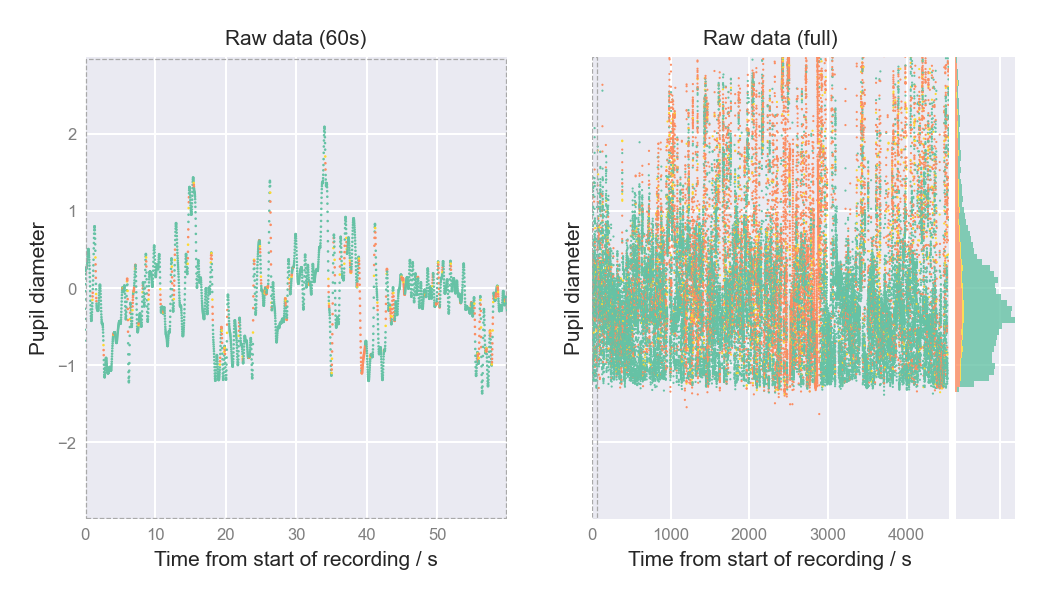 Raw data (60s)
Pupil diameter
2
1
0
−1
−2
0 10 20 30 40 50
Time from start of recording / s
Raw data (full)
Pupil diameter
0 1000 2000 3000 4000
Time from start of recording / s